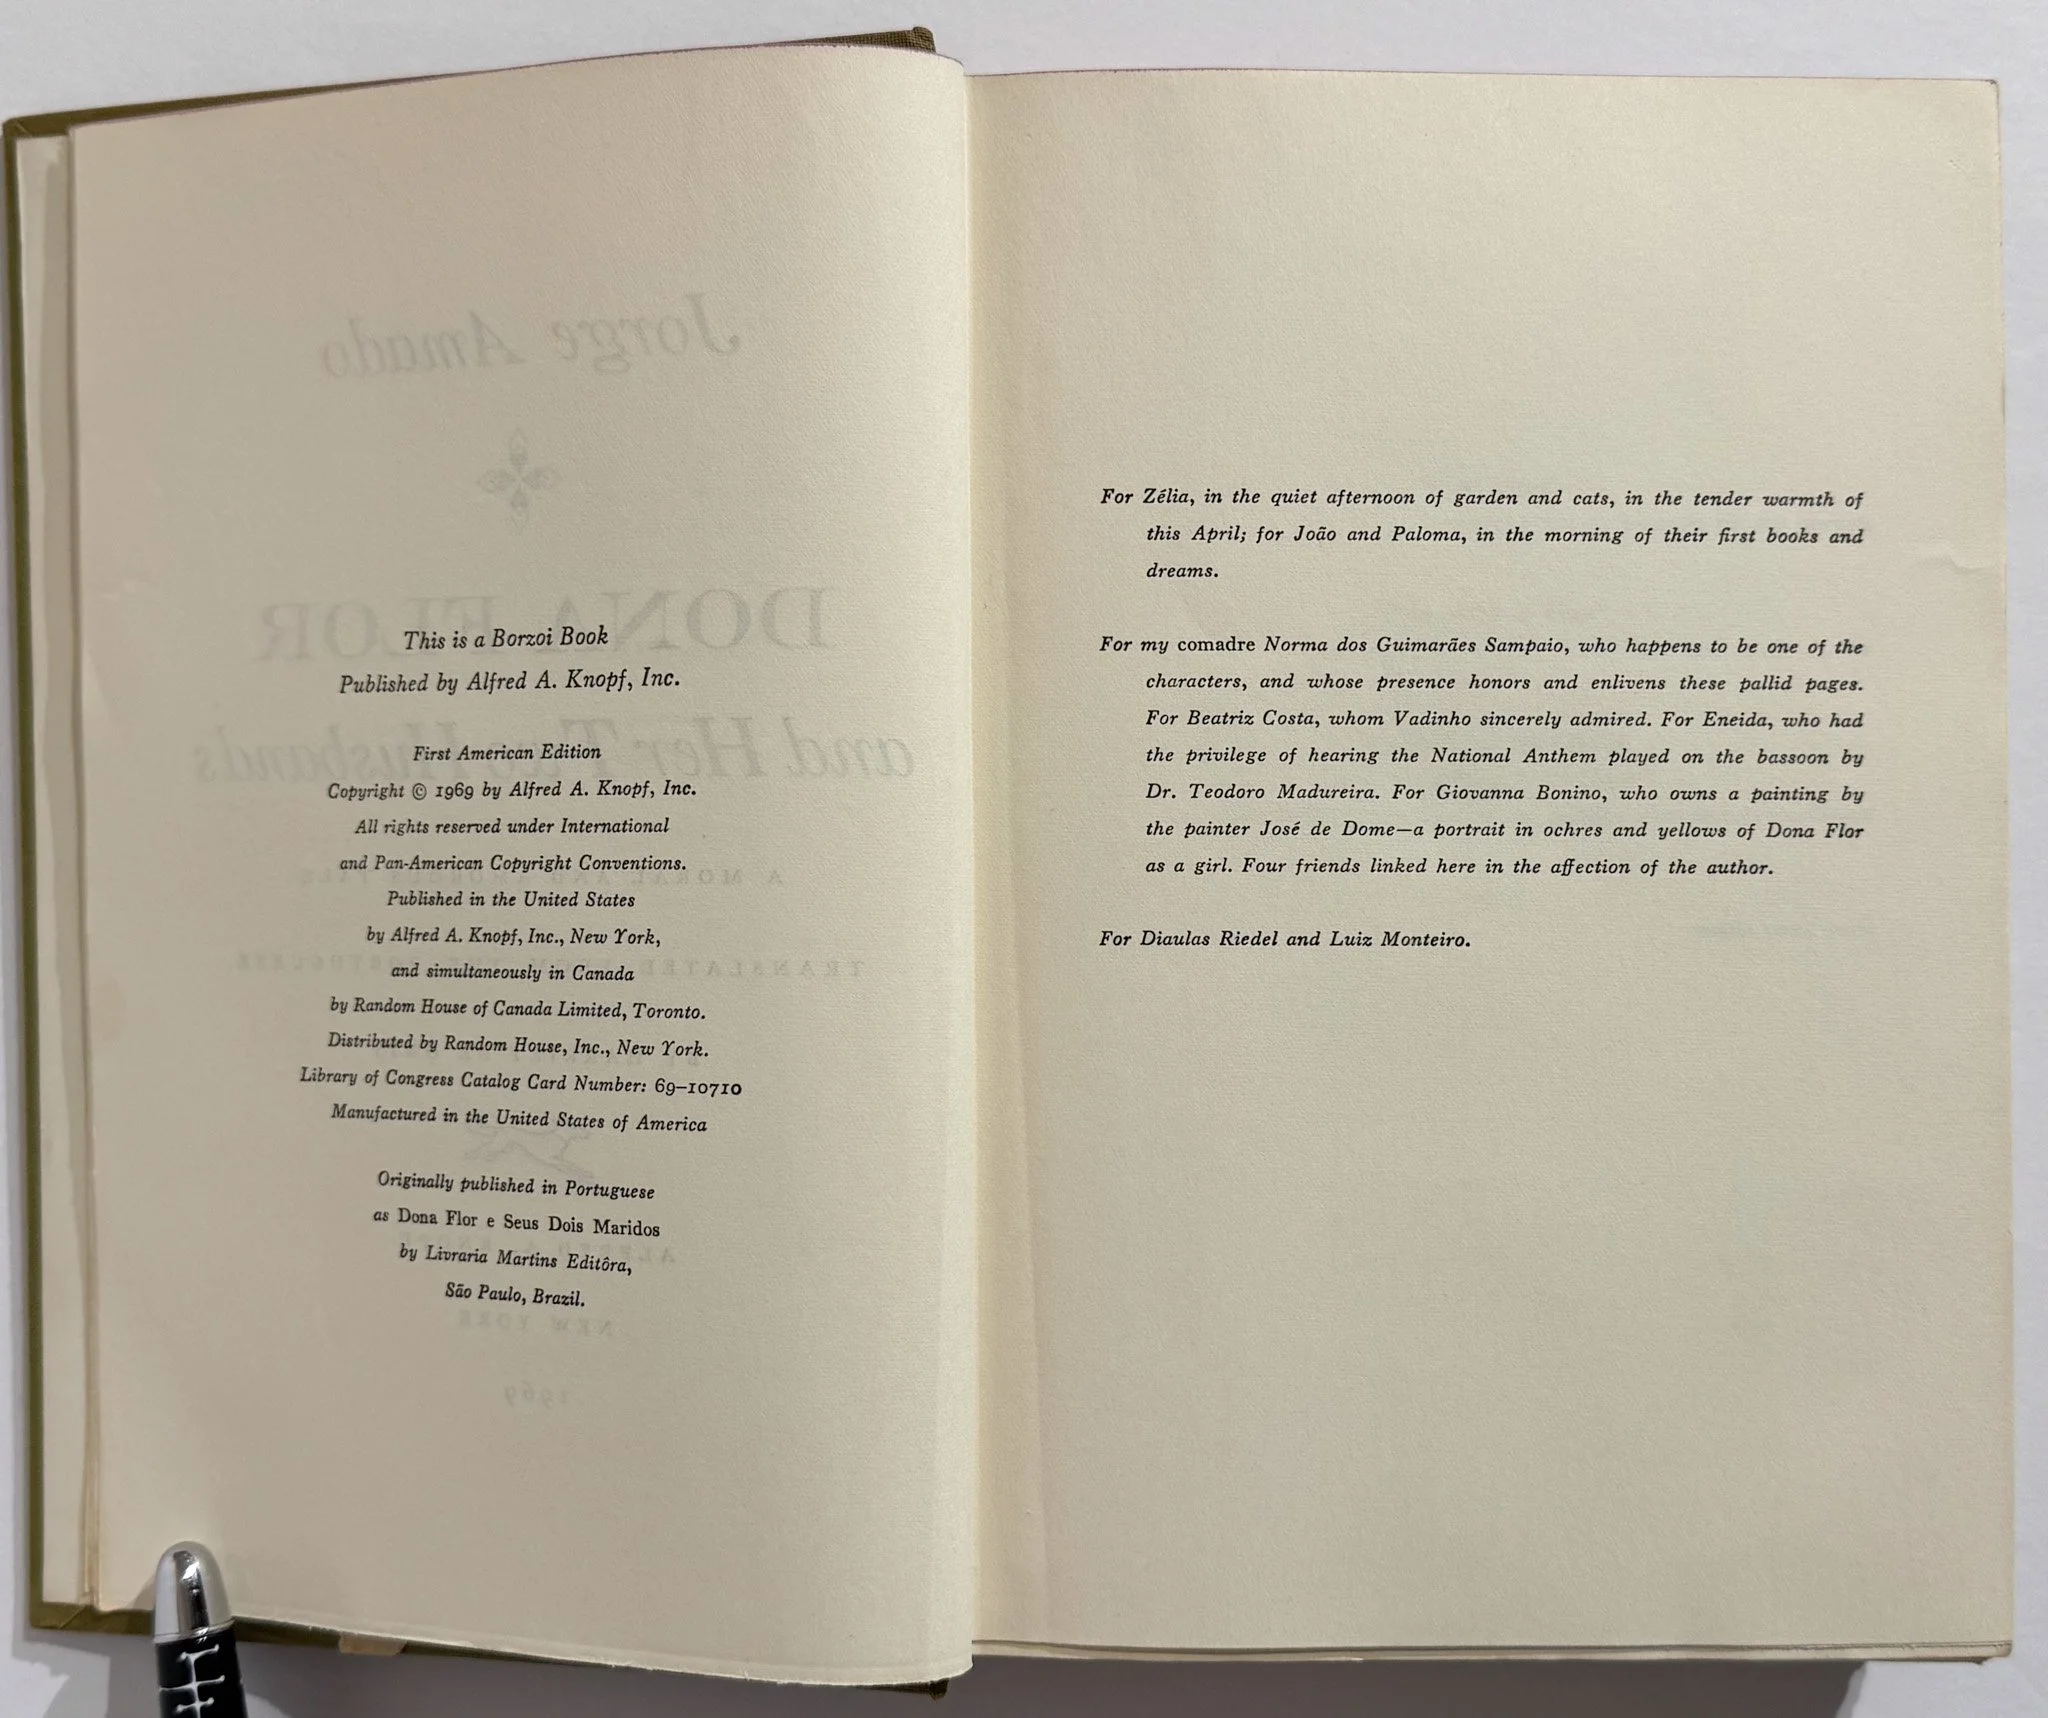 This is a Borzoi Book
Published by Alfred A. Knopf, Inc.
First American Edition
Copyright © 1969 by Alfred A. Knopf, Inc.
All rights reserved under International
and Pan-American Copyright Conventions.
Published in the United States
by Alfred A. Knopf, Inc., New York,
and simultaneously in Canada
by Random House of Canada Limited, Toronto.
Distributed by Random House, Inc., New York.
Library of Congress Catalog Card Number: 69–10710
Manufactured in the United States of America
Originally published in Portuguese
as Dona Flor e Seus Dois Maridos
by Livraria Martins Editôra,
São Paulo, Brazil.
For Zélia, in the quiet afternoon of garden and cats, in the tender warmth of
this April; for João and Paloma, in the morning of their first books and
dreams.
For my comadre Norma dos Guimarães Sampaio, who happens to be one of the
characters, and whose presence honors and enlivens these pallid pages.
For Beatriz Costa, whom Vadinho sincerely admired. For Eneida, who had
the privilege of hearing the National Anthem played on the bassoon by
Dr. Teodoro Madureira. For Giovanna Bonino, who owns a painting by
the painter José de Dome—a portrait in ochres and yellows of Dona Flor
as a girl. Four friends linked here in the affection of the author.
For Diaulas Riedel and Luiz Monteiro.